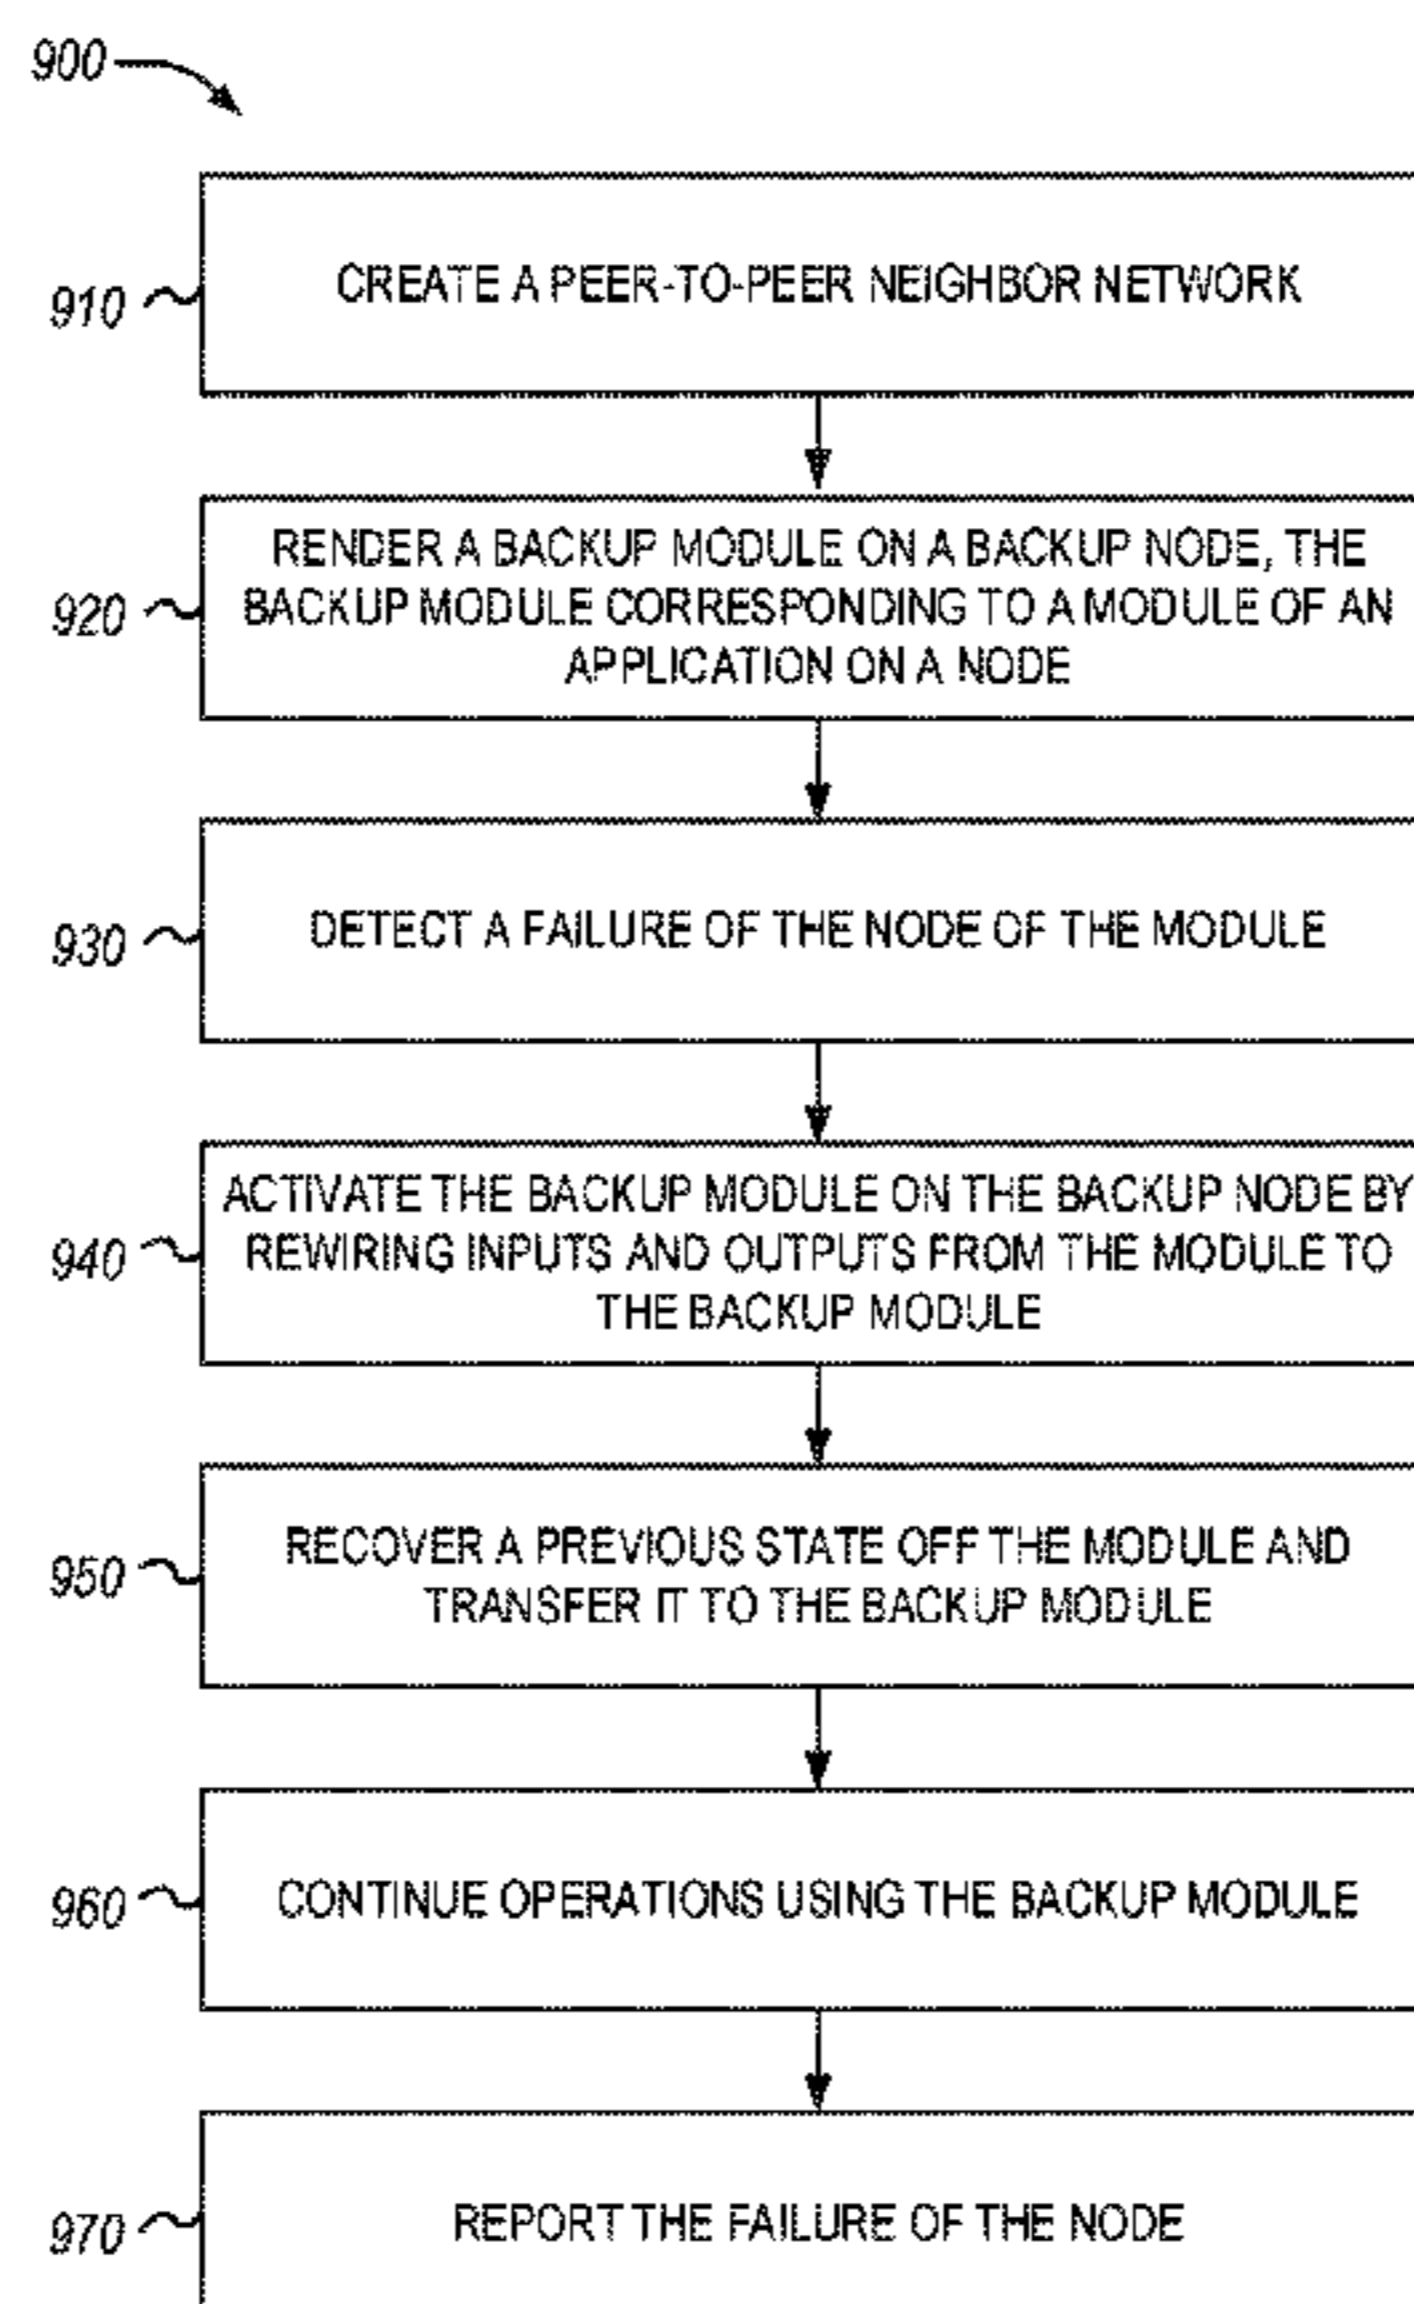 900
910
CREATE A PEER-TO-PEER NEIGHBOR NETWORK
920
RENDER A BACKUP MODULE ON A BACKUP NODE, THE
BACKUP MODULE CORRESPONDING TO A MODULE OF AN
APPLICATION ON A NODE
930
DETECT A FAILURE OF THE NODE OF THE MODULE
940
ACTIVATE THE BACKUP MODULE ON THE BACKUP NODE BY
REWIRING INPUTS AND OUTPUTS FROM THE MODULE TO
THE BACKUP MODULE
950
RECOVER A PREVIOUS STATE OFF THE MODULE AND
TRANSFER IT TO THE BACKUP MODULE
960
CONTINUE OPERATIONS USING THE BACKUP MODULE
970
REPORT THE FAILURE OF THE NODE